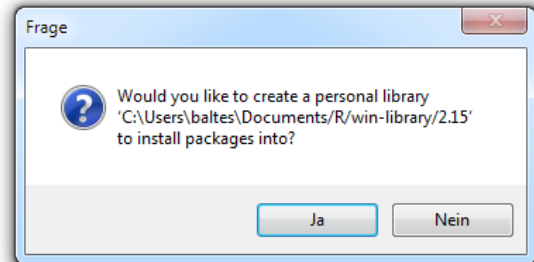 Frage
Would you like to create a personal library
'C:\Users\baltes\Documents/R/win-library/2.15'
to install packages into?
Ja
Nein